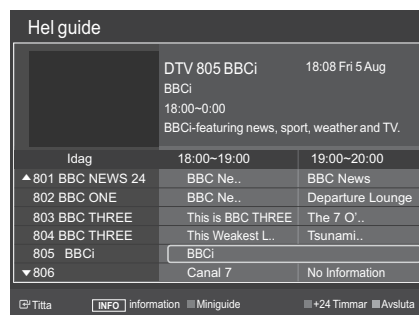 Hel guide
DTV 805 BBCi 18:08 Fri 5 Aug
BBCi
18:00~0:00
BBCi-featuring news, sport, weather and TV.
Idag 18:00~19:00 19:00~20:00
▲801 BBC NEWS 24 BBC Ne.. BBC News
802 BBC ONE BBC Ne.. Departure Lounge
803 BBC THREE This is BBC THREE The 7 O'..
804 BBC THREE This Weakest L.. Tsunami..
805 BBCi BBCi
▼806 Canal 7 No Information
Titta INFO information Miniguide +24 Timmar Avsluta